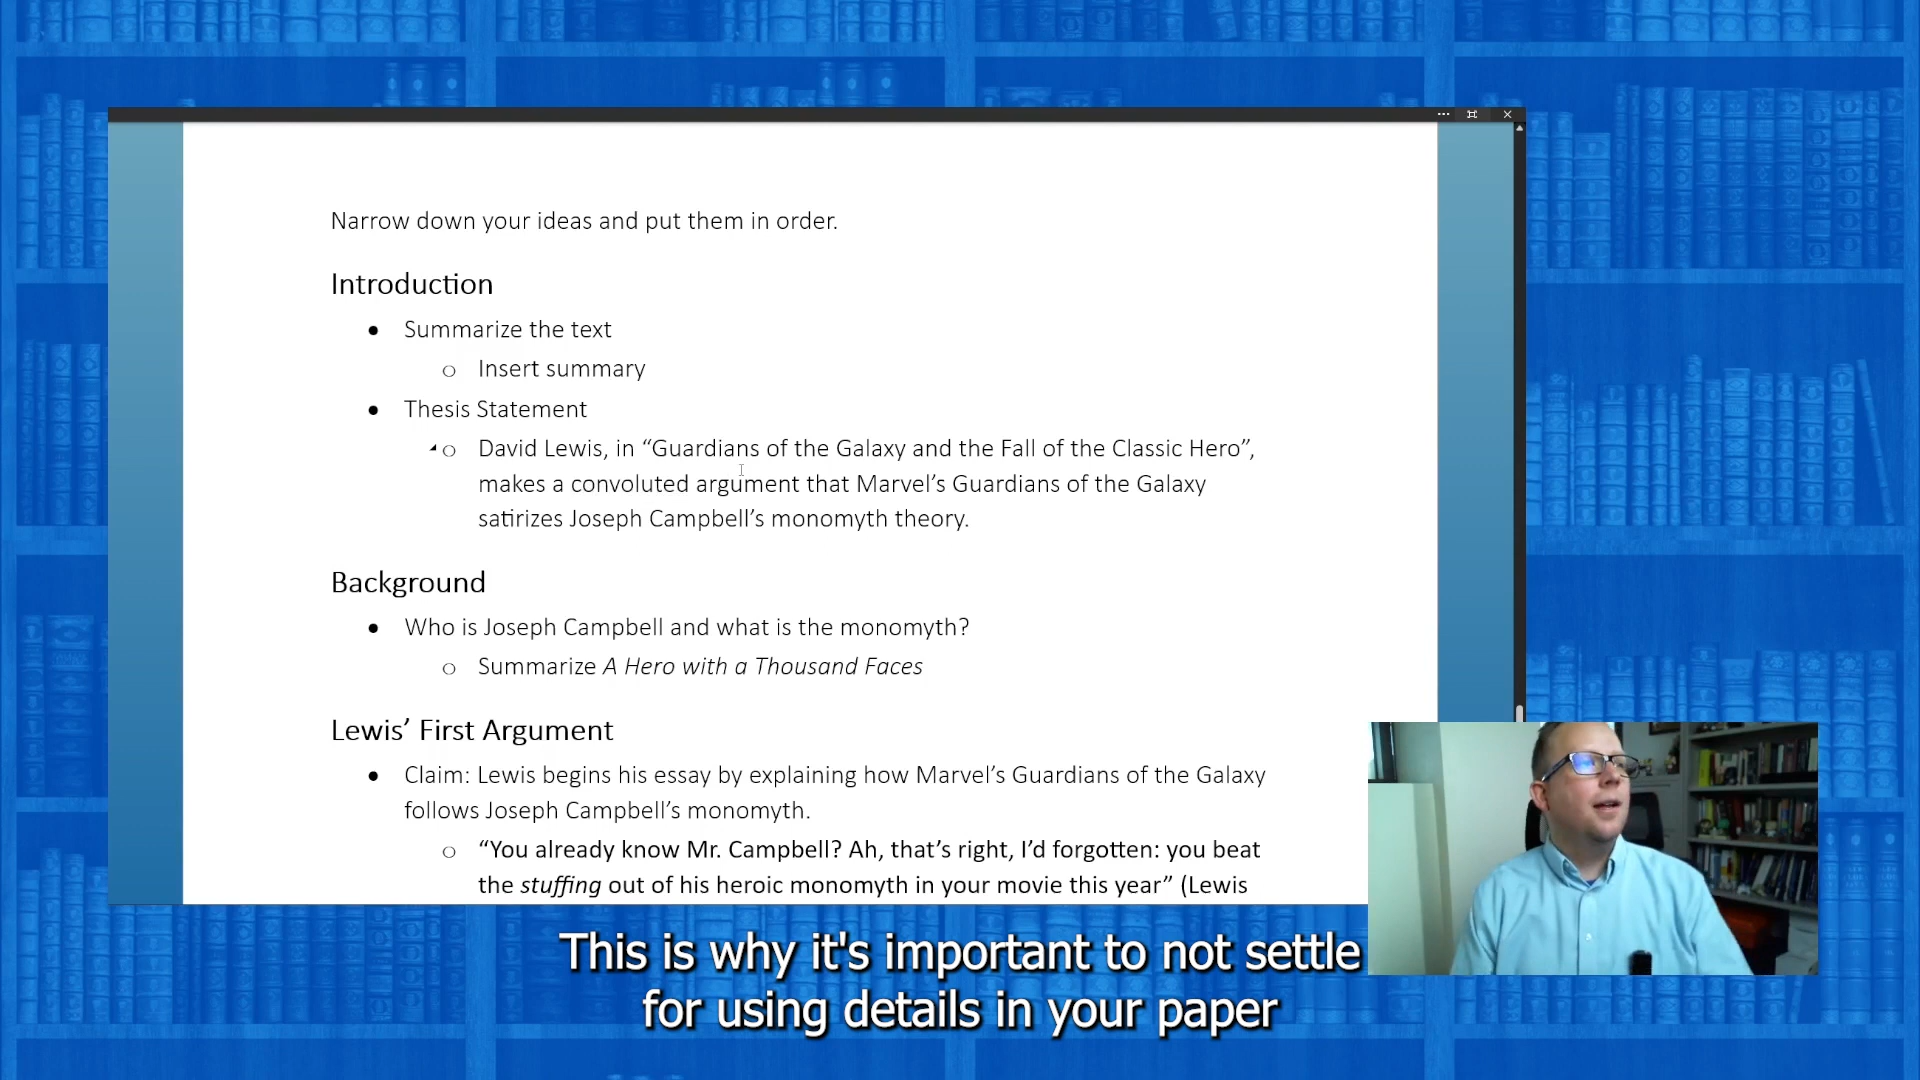 Narrow down your ideas and put them in order.
Introduction
● Summarize the text
○ Insert summary
● Thesis Statement
○ David Lewis, in “Guardians of the Galaxy and the Fall of the Classic Hero”,
makes a convoluted argument that Marvel’s Guardians of the Galaxy
satirizes Joseph Campbell’s monomyth theory.
Background
● Who is Joseph Campbell and what is the monomyth?
○ Summarize A Hero with a Thousand Faces
Lewis’ First Argument
● Claim: Lewis begins his essay by explaining how Marvel’s Guardians of the Galaxy
follows Joseph Campbell’s monomyth.
○ “You already know Mr. Campbell? Ah, that’s right, I’d forgotten: you beat
the stuffing out of his heroic monomyth in your movie this year” (Lewis
This is why it's important to not settle
for using details in your paper